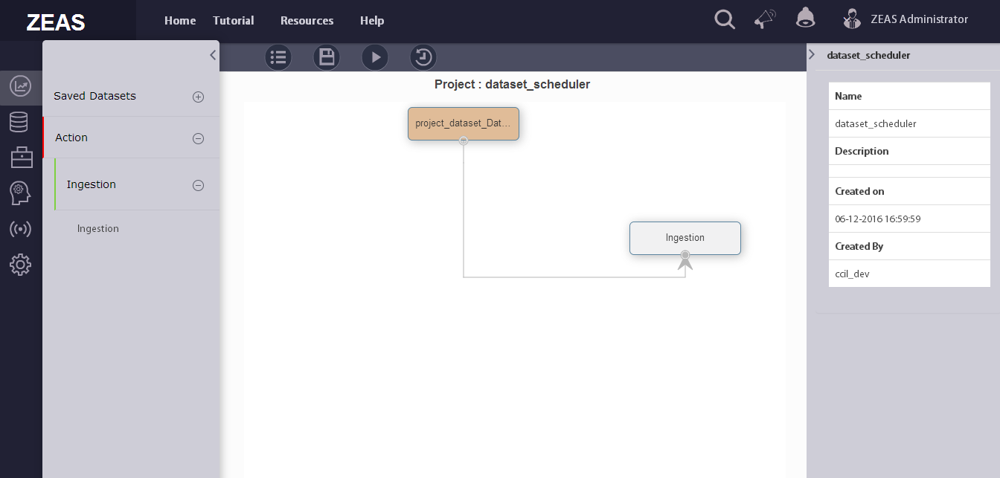 ZEAS
Home Tutorial Resources Help
ZEAS Administrator
Saved Datasets
Action
Ingestion
Ingestion
Project : dataset_scheduler
project_dataset_Dat...
Ingestion
dataset_scheduler
Name
dataset_scheduler
Description
Created on
06-12-2016 16:59:59
Created By
ccil_dev